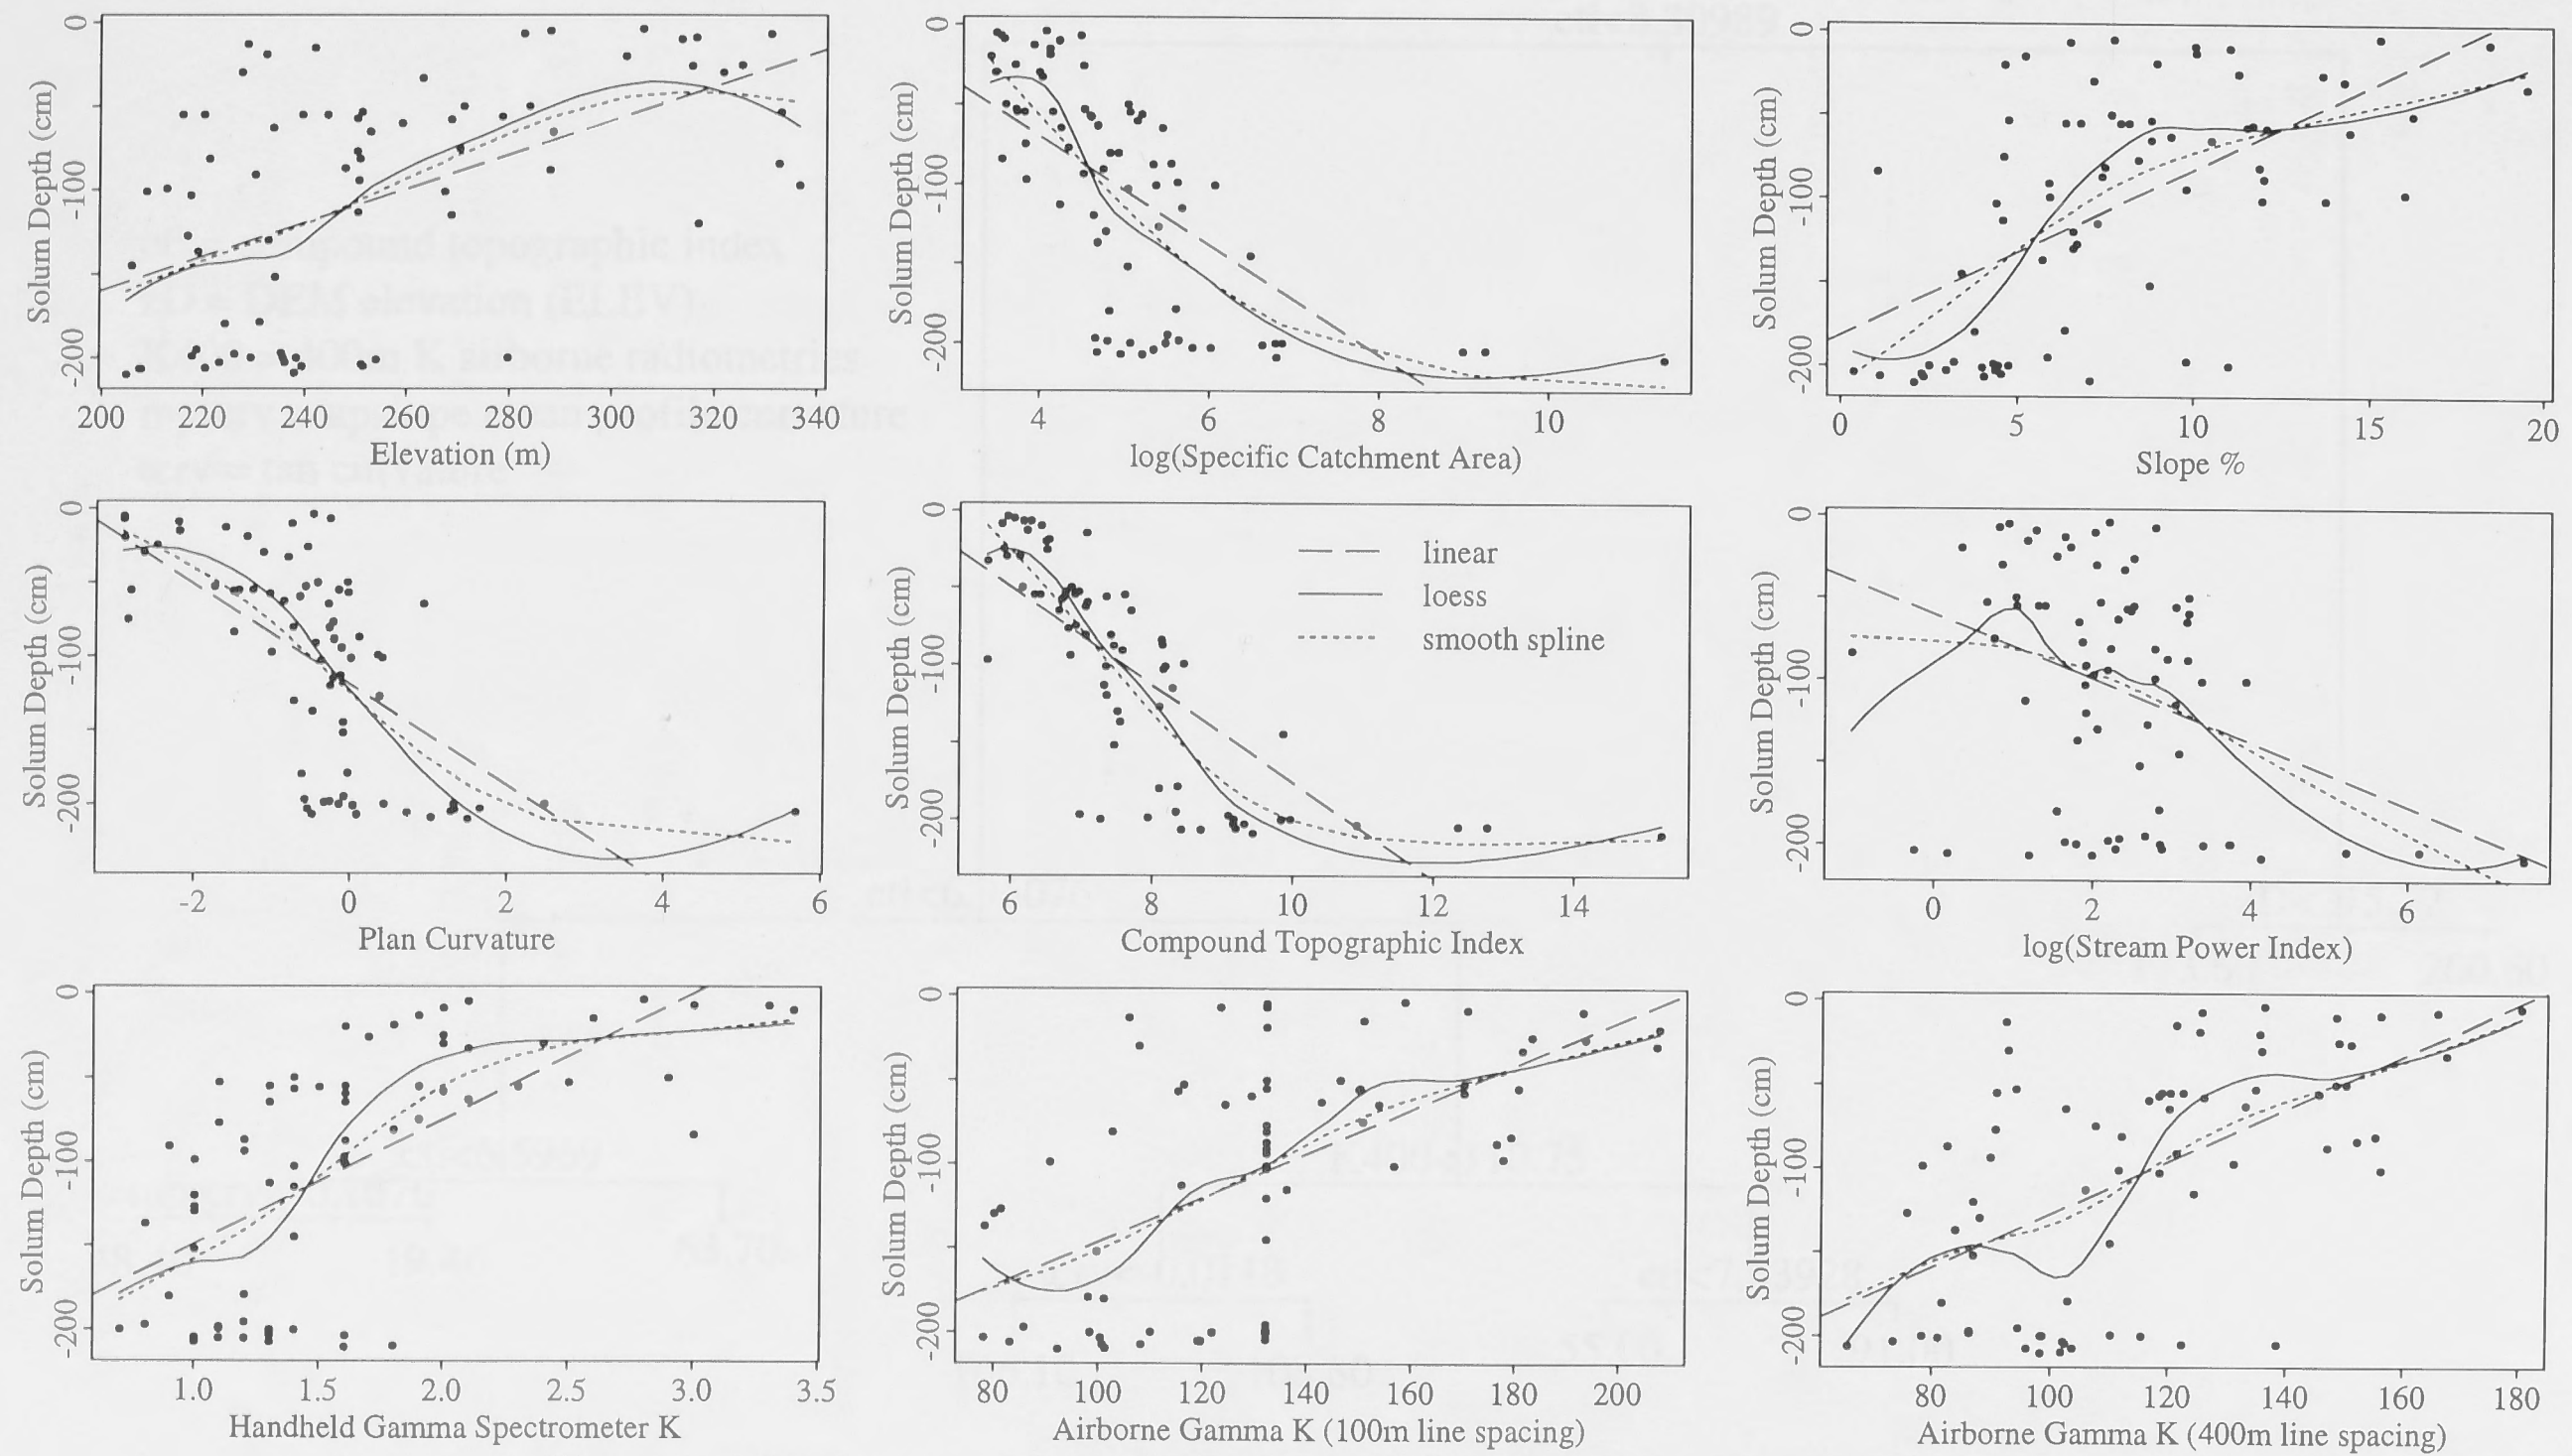 Solum Depth (cm)
0
-100
-200
200 220 240 260 280 300 320 340
Elevation (m)
Solum Depth (cm)
0
-100
-200
4 6 8 10
log(Specific Catchment Area)
Solum Depth (cm)
0
-100
-200
0 5 10 15 20
Slope %
Solum Depth (cm)
0
-100
-200
-2 0 2 4 6
Plan Curvature
Solum Depth (cm)
0
-100
-200
linear
loess
smooth spline
6 8 10 12 14
Compound Topographic Index
Solum Depth (cm)
0
-100
-200
0 2 4 6
log(Stream Power Index)
Solum Depth (cm)
0
-100
-200
1.0 1.5 2.0 2.5 3.0 3.5
Handheld Gamma Spectrometer K
Solum Depth (cm)
0
-100
-200
80 100 120 140 160 180 200
Airborne Gamma K (100m line spacing)
Solum Depth (cm)
0
-100
-200
80 100 120 140 160 180
Airborne Gamma K (400m line spacing)